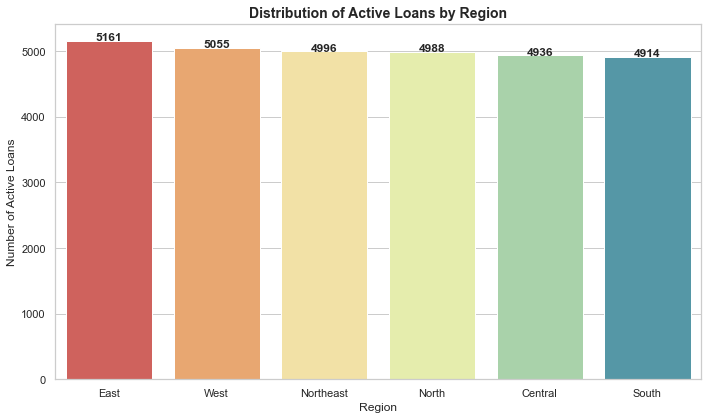 Distribution of Active Loans by Region
Number of Active Loans
5000
4000
3000
2000
1000
0
5161
5055
4996
4988
4936
4914
East
West
Northeast
North
Central
South
Region